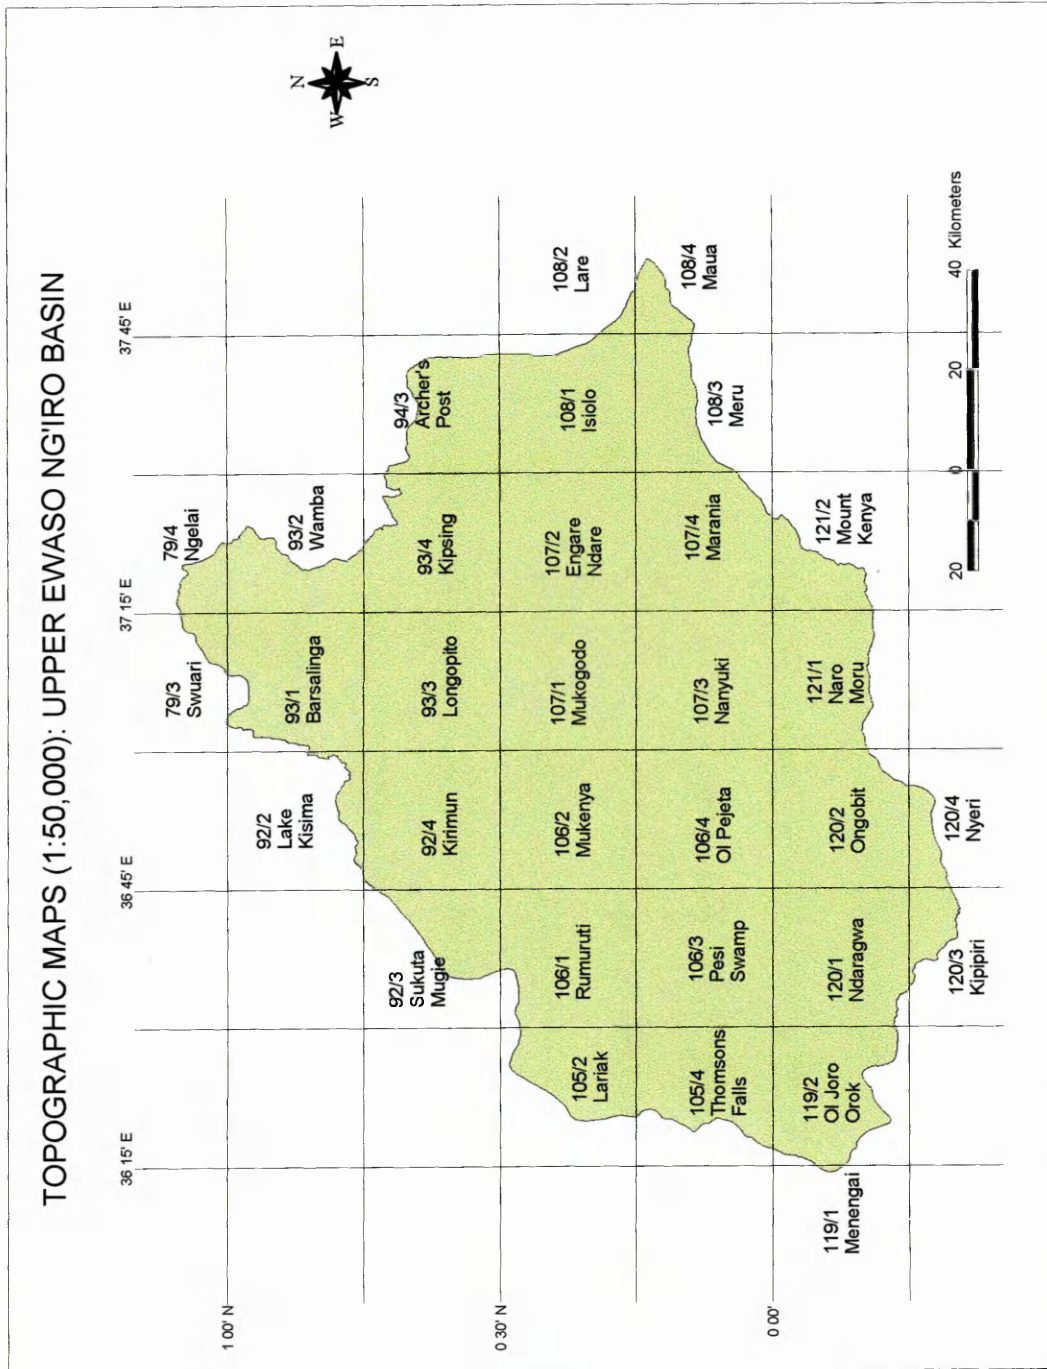 TOPOGRAPHIC MAPS (1:50,000): UPPER EWASO NG'IRO BASIN
N
W
E
S
36 15' E
36 45' E
37 15' E
37 45' E
1 00' N
0 30' N
0 00'
79/3
Swuari
79/4
Ngelai
92/2
Lake
Kisima
93/1
Barsalinga
93/2
Wamba
92/3
Sukuta
Mugie
92/4
Kirimun
93/3
Longopito
93/4
Kipsing
94/3
Archer's
Post
105/2
Lariak
106/1
Rumuruti
106/2
Mukenya
107/1
Mukogodo
107/2
Engare
Ndare
108/1
Isiolo
108/2
Lare
105/4
Thomsons
Falls
106/3
Pesi
Swamp
106/4
Ol Pejeta
107/3
Nanyuki
107/4
Marania
108/3
Meru
108/4
Maua
119/1
Menengai
119/2
Ol Joro
Orok
120/1
Ndaragwa
120/2
Ongobit
121/1
Naro
Moru
121/2
Mount
Kenya
120/3
Kipipiri
120/4
Nyeri
20
0
20
40 Kilometers